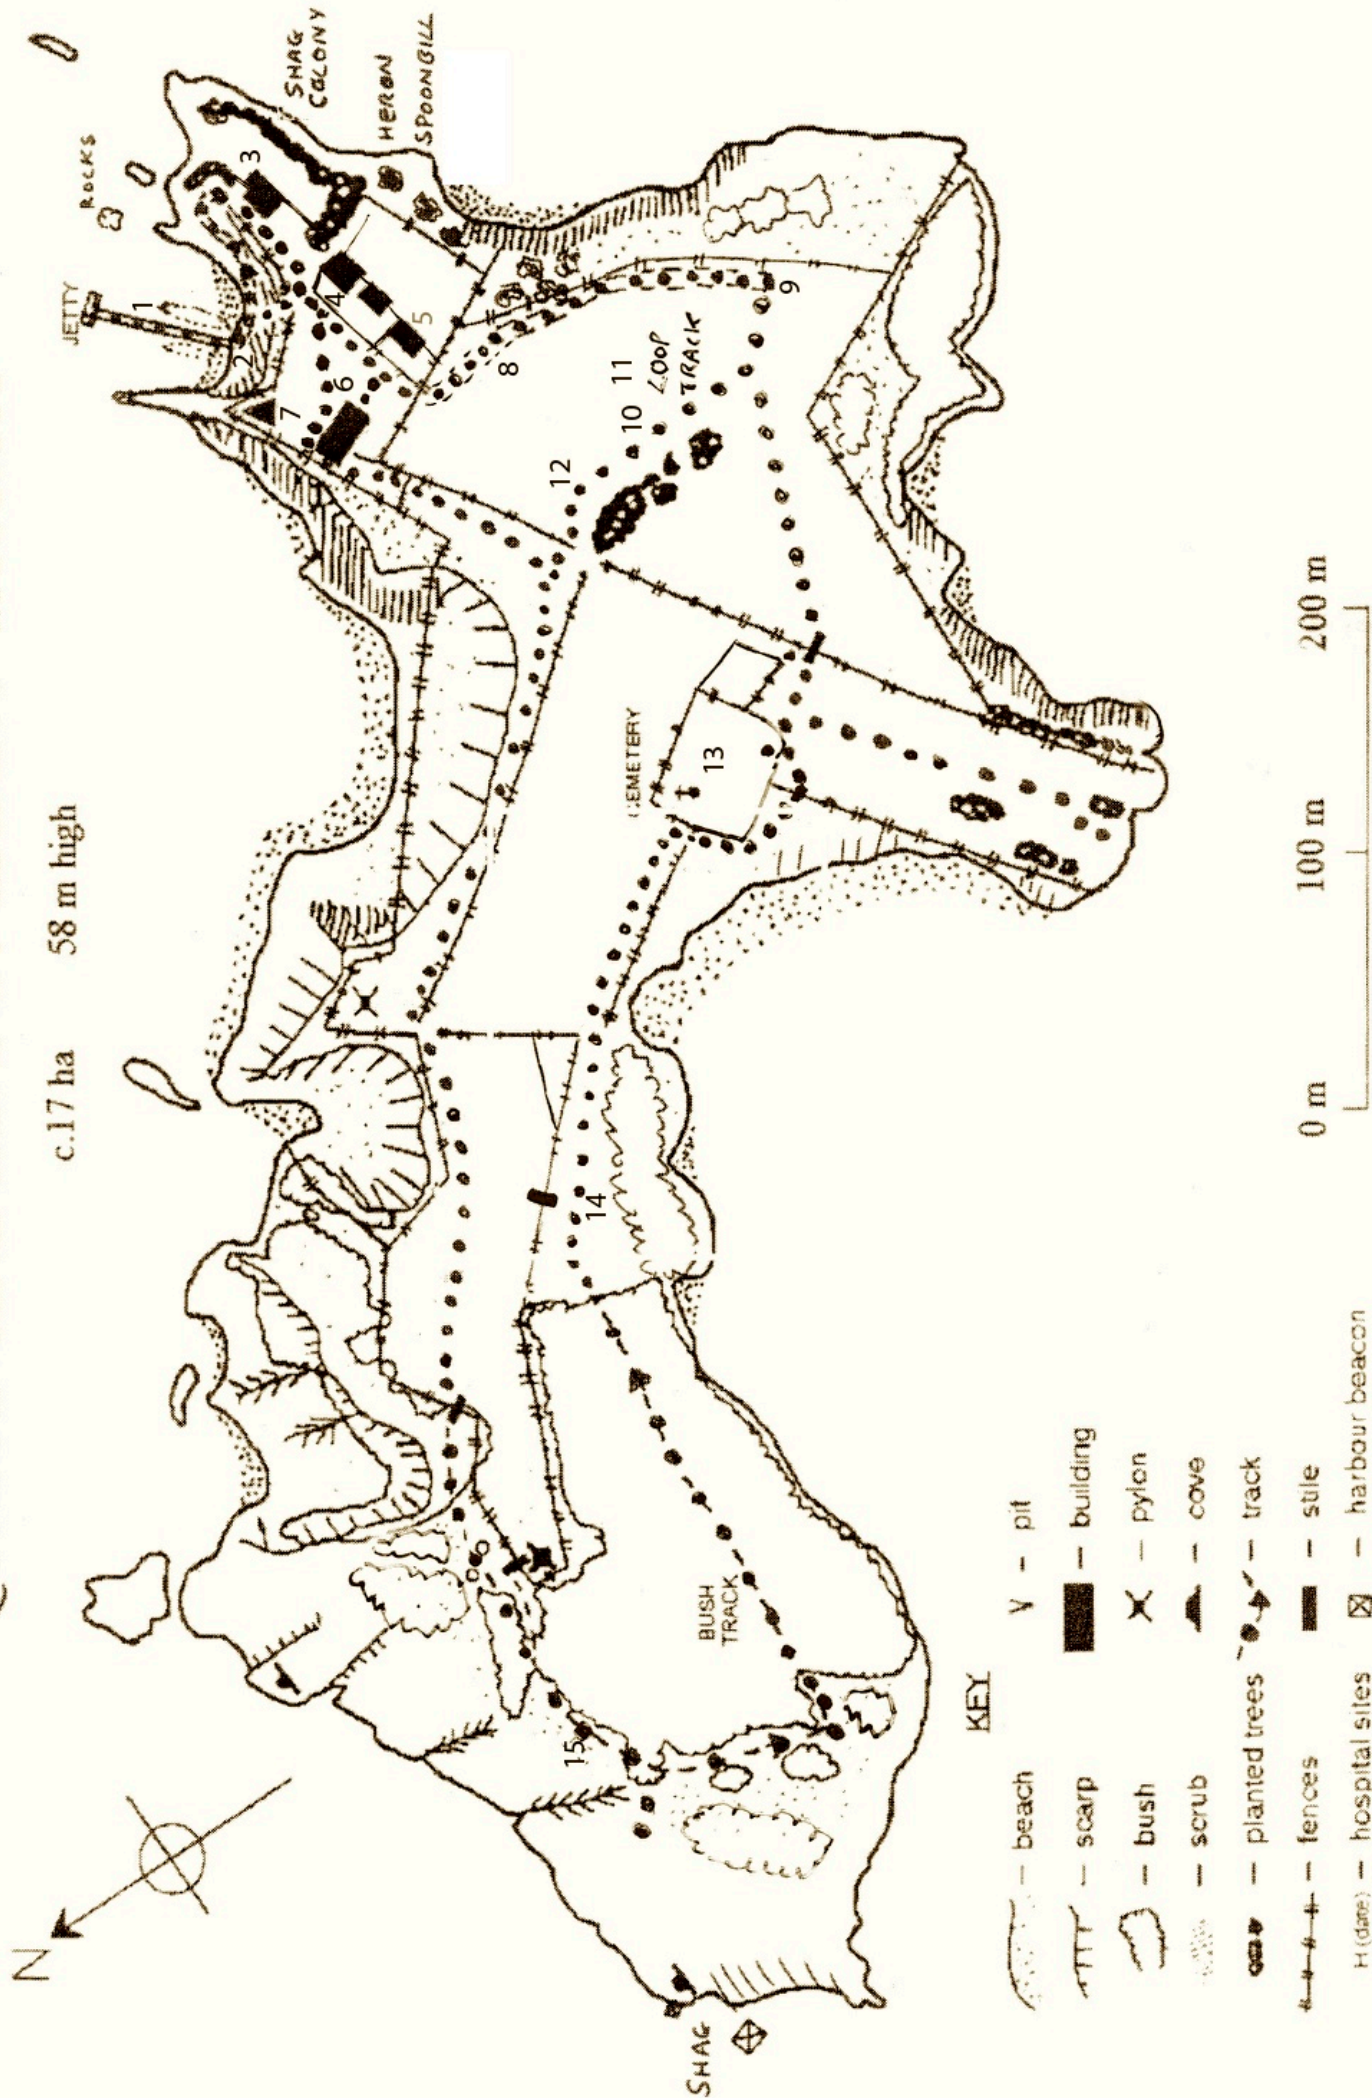 c.17 ha 58 m high
N
JETTY
ROCKS
SHAG
COLONY
HERON
SPOONBILL
1
2
3
4
5
6
7
8
9
10
11
LOOP
TRACK
12
CEMETERY
13
14
15
BUSH
TRACK
SHAG
KEY
– beach
– scarp
– bush
– scrub
– planted trees
– fences
H(date) – hospital sites
– pit
– building
– pylon
– cove
– track
– stile
– harbour beacon
0 m 100 m 200 m